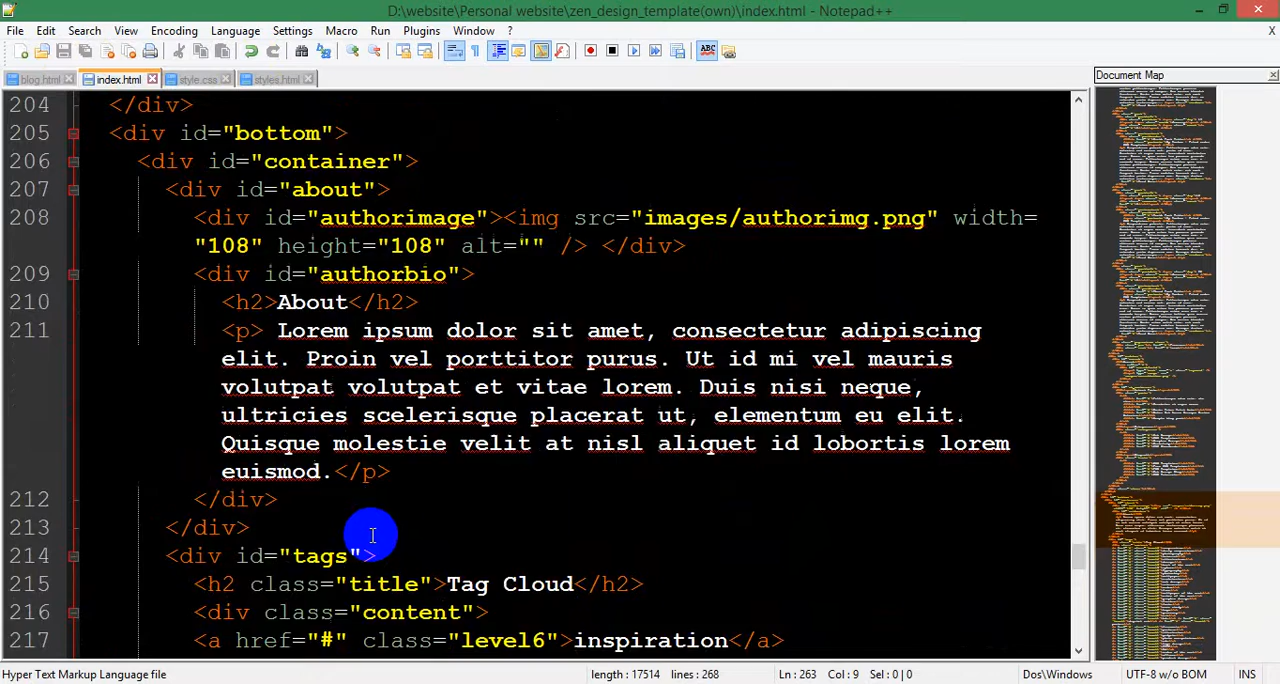 D:\website\Personal website\zen_design_template(own)\index.html - Notepad++
File Edit Search View Encoding Language Settings Macro Run Plugins Window ? X
ABC
blog.html index.html style.css styles.html
Document Map
204 </div>
205 <div id="bottom">
206 <div id="container">
207 <div id="about">
208 <div id="authorimage"><img src="images/authorimg.png" width=
"108" height="108" alt="" /> </div>
209 <div id="authorbio">
210 <h2>About</h2>
211 <p> Lorem ipsum dolor sit amet, consectetur adipiscing
elit. Proin vel porttitor purus. Ut id mi vel mauris
volutpat volutpat et vitae lorem. Duis nisi neque,
ultricies scelerisque placerat ut, elementum eu elit.
Quisque molestie velit at nisl aliquet id lobortis lorem
euismod.</p>
212 </div>
213 </div>
214 <div id="tags">
215 <h2 class="title">Tag Cloud</h2>
216 <div class="content">
217 <a href="#" class="level6">inspiration</a>
Hyper Text Markup Language file length : 17514 lines : 268 Ln : 263 Col : 9 Sel : 0 | 0 Dos\Windows UTF-8 w/o BOM INS